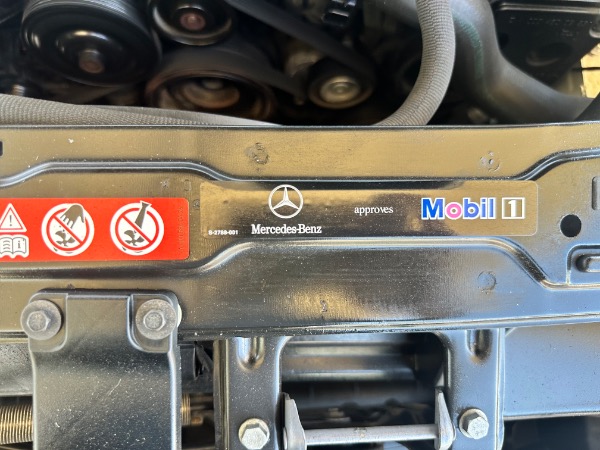 Mercedes-Benz
approves
Mobil 1